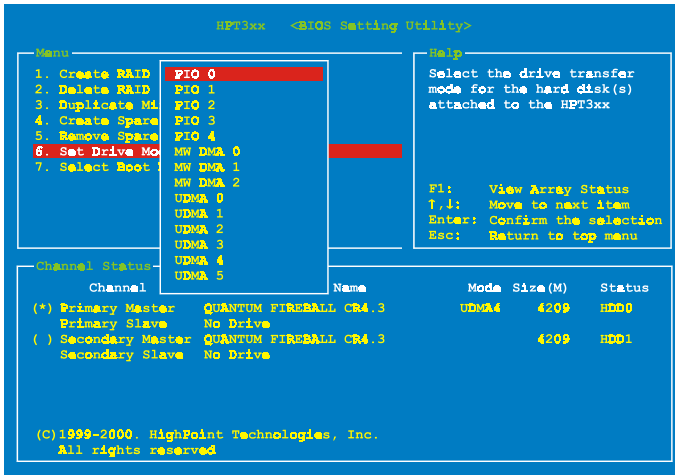 HPT3xx <BIOS Setting Utility>
Menu
1. Create RAID
2. Delete RAID
3. Duplicate Mi
4. Create Spare
5. Remove Spare
6. Set Drive Mo
7. Select Boot
PIO 0
PIO 1
PIO 2
PIO 3
PIO 4
MW DMA 0
MW DMA 1
MW DMA 2
UDMA 0
UDMA 1
UDMA 2
UDMA 3
UDMA 4
UDMA 5
Help
Select the drive transfer
mode for the hard disk(s)
attached to the HPT3xx
F1: View Array Status
↑,↓: Move to next item
Enter: Confirm the selection
Esc: Return to top menu
Channel Status
Channel Name Mode Size(M) Status
(*) Primary Master QUANTUM FIREBALL CR4.3 UDMA4 4209 HDD0
Primary Slave No Drive
( ) Secondary Master QUANTUM FIREBALL CR4.3 4209 HDD1
Secondary Slave No Drive
(C)1999-2000. HighPoint Technologies, Inc.
All rights reserved